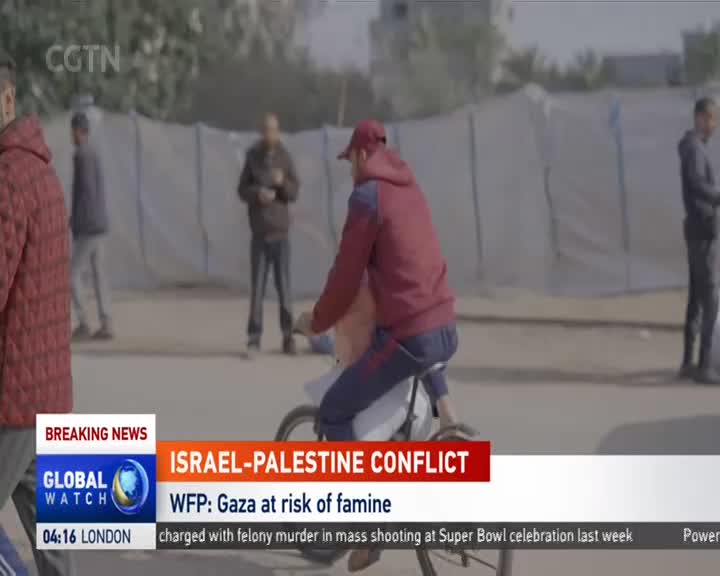 CGTN
BREAKING NEWS
ISRAEL-PALESTINE CONFLICT
GLOBAL
WATCH
WFP: Gaza at risk of famine
04:16 LONDON
charged with felony murder in mass shooting at Super Bowl celebration last week Power